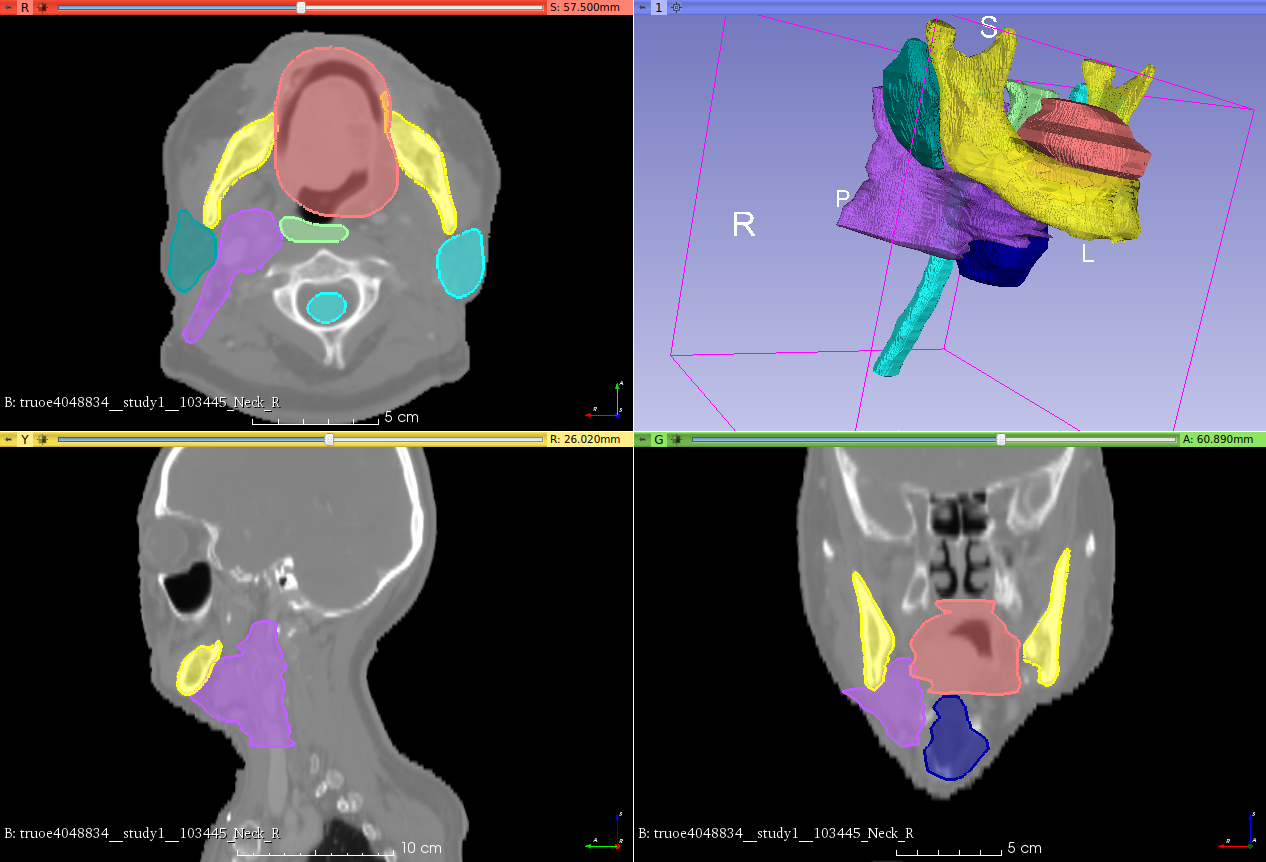 R S: 57.500mm
1
S
P
R
L
B: truoe4048834__study1__103445_Neck_R
5 cm
A
R
S
Y R: 26.020mm
G A: 60.890mm
B: truoe4048834__study1__103445_Neck_R
10 cm
S
A
R
B: truoe4048834__study1__103445_Neck_R
5 cm
S
R
A